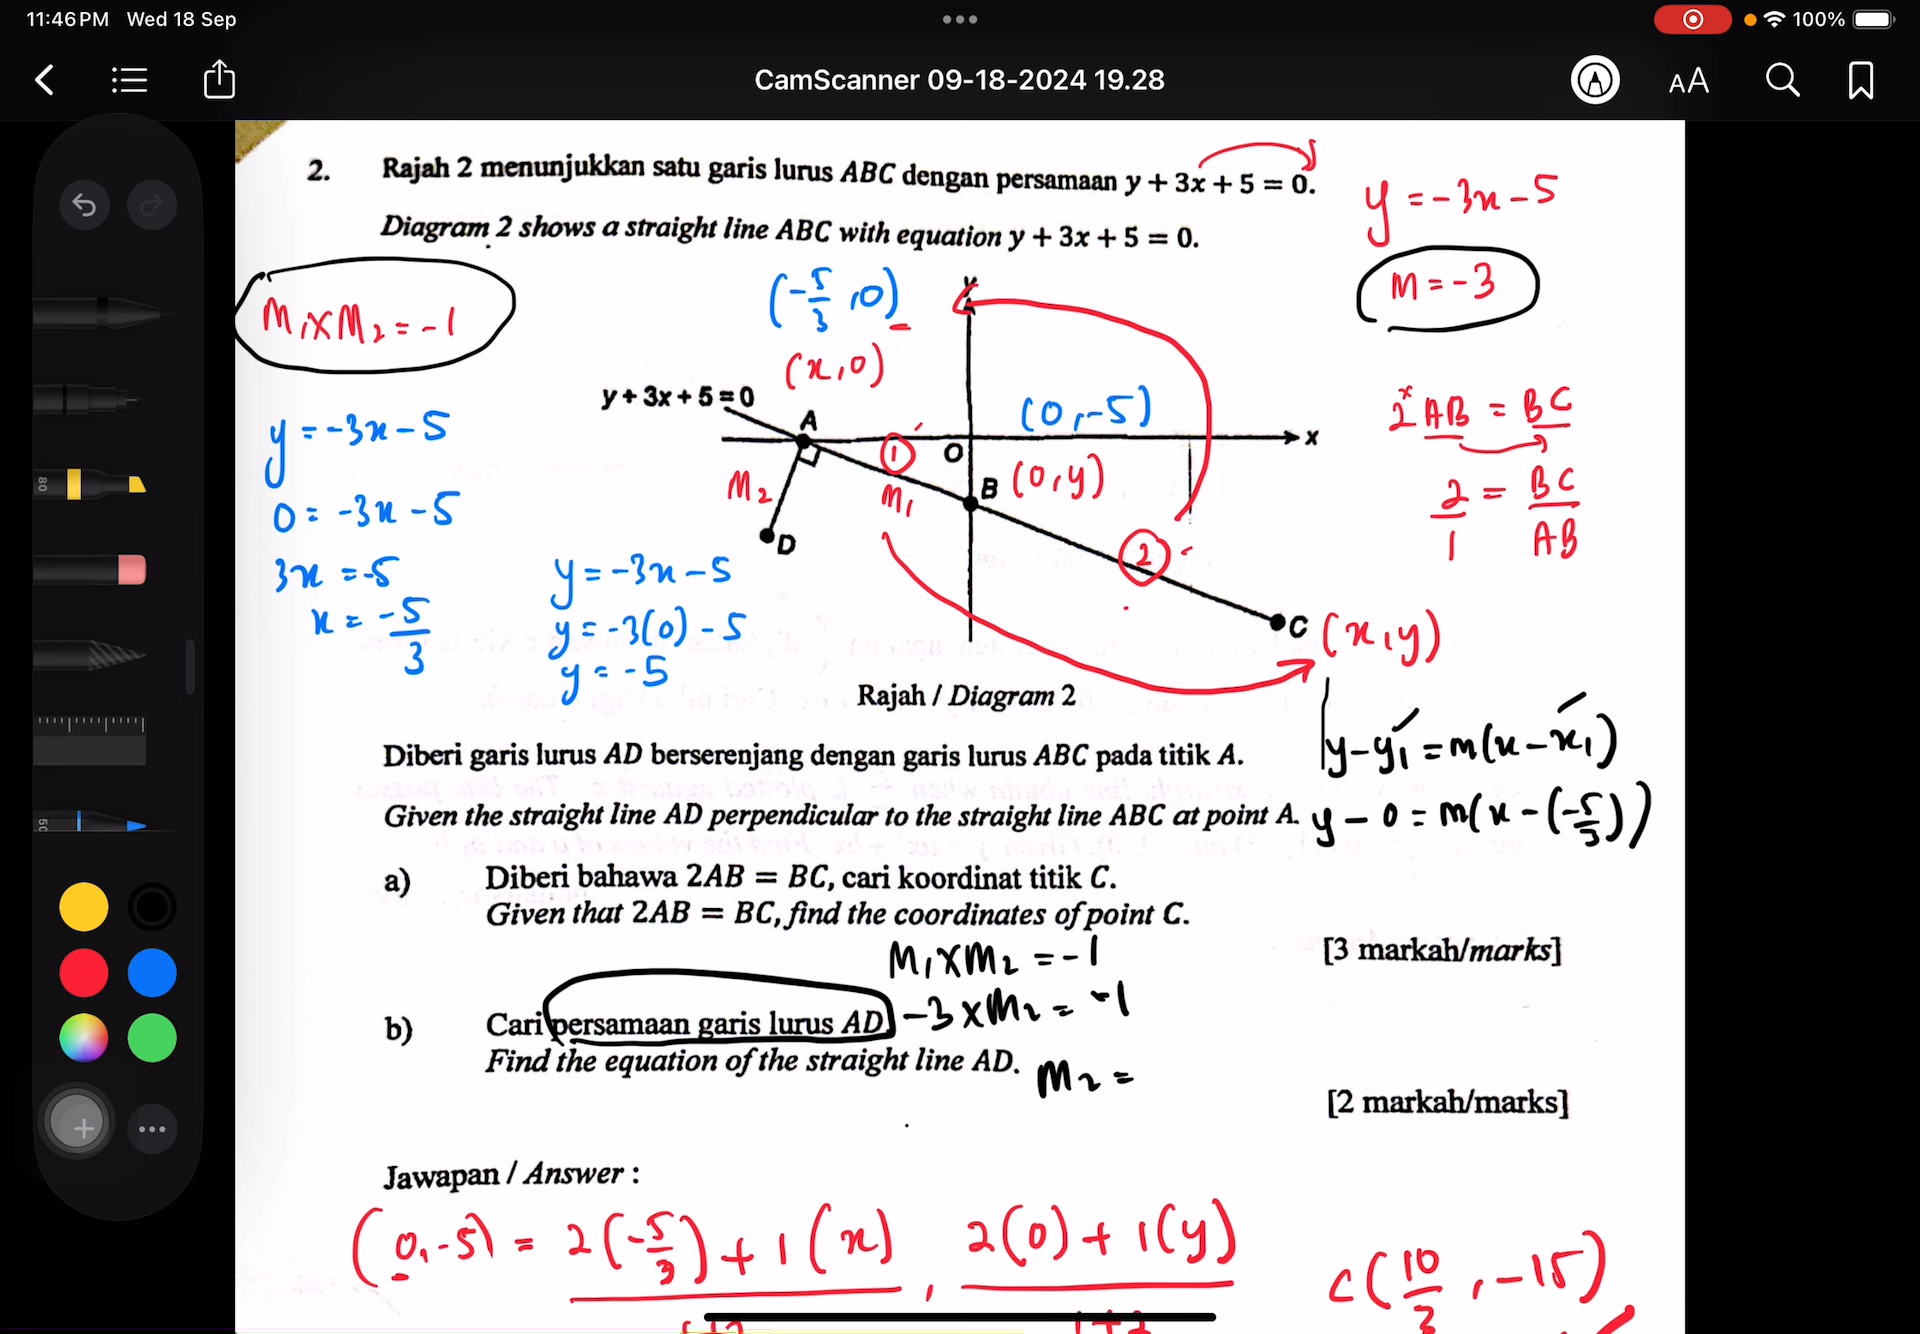 11:46 PM Wed 18 Sep
100%
CamScanner 09-18-2024 19.28
AA
2. Rajah 2 menunjukkan satu garis lurus ABC dengan persamaan y + 3x + 5 = 0.
Diagram 2 shows a straight line ABC with equation y + 3x + 5 = 0.
y = -3x - 5
m = -3
m₁ x m₂ = -1
(-5/3, 0)
(x, 0)
y + 3x + 5 = 0
A
x
O
(0, -5)
B (0, y)
1
m₁
m₂
D
2
C (x, y)
2 x AB = BC
2/1 = BC/AB
y = -3x - 5
0 = -3x - 5
3x = -5
x = -5/3
y = -3x - 5
y = -3(0) - 5
y = -5
Rajah / Diagram 2
Diberi garis lurus AD berserenjang dengan garis lurus ABC pada titik A.
y - y₁ = m(x - x₁)
Given the straight line AD perpendicular to the straight line ABC at point A.
y - 0 = m(x - (-5/3))
a) Diberi bahawa 2AB = BC, cari koordinat titik C.
Given that 2AB = BC, find the coordinates of point C.
[3 markah/marks]
m₁ x m₂ = -1
-3 x m₂ = -1
m₂ =
b) Cari persamaan garis lurus AD.
Find the equation of the straight line AD.
[2 markah/marks]
Jawapan / Answer :
(0, -5) = 2(-5/3) + 1(x) , 2(0) + 1(y)
C(10/3, -15)
80